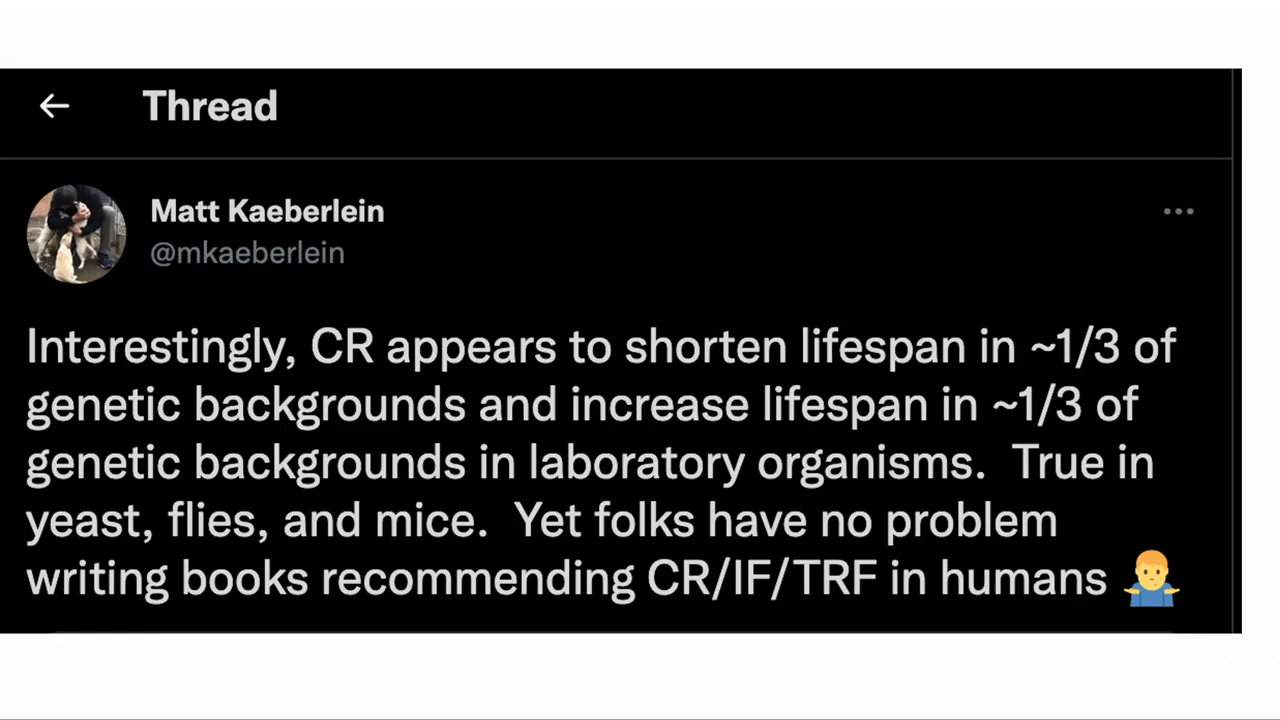 Thread
Matt Kaeberlein
@mkaeberlein
Interestingly, CR appears to shorten lifespan in ~1/3 of
genetic backgrounds and increase lifespan in ~1/3 of
genetic backgrounds in laboratory organisms.  True in
yeast, flies, and mice.  Yet folks have no problem
writing books recommending CR/IF/TRF in humans 🤷‍♂️